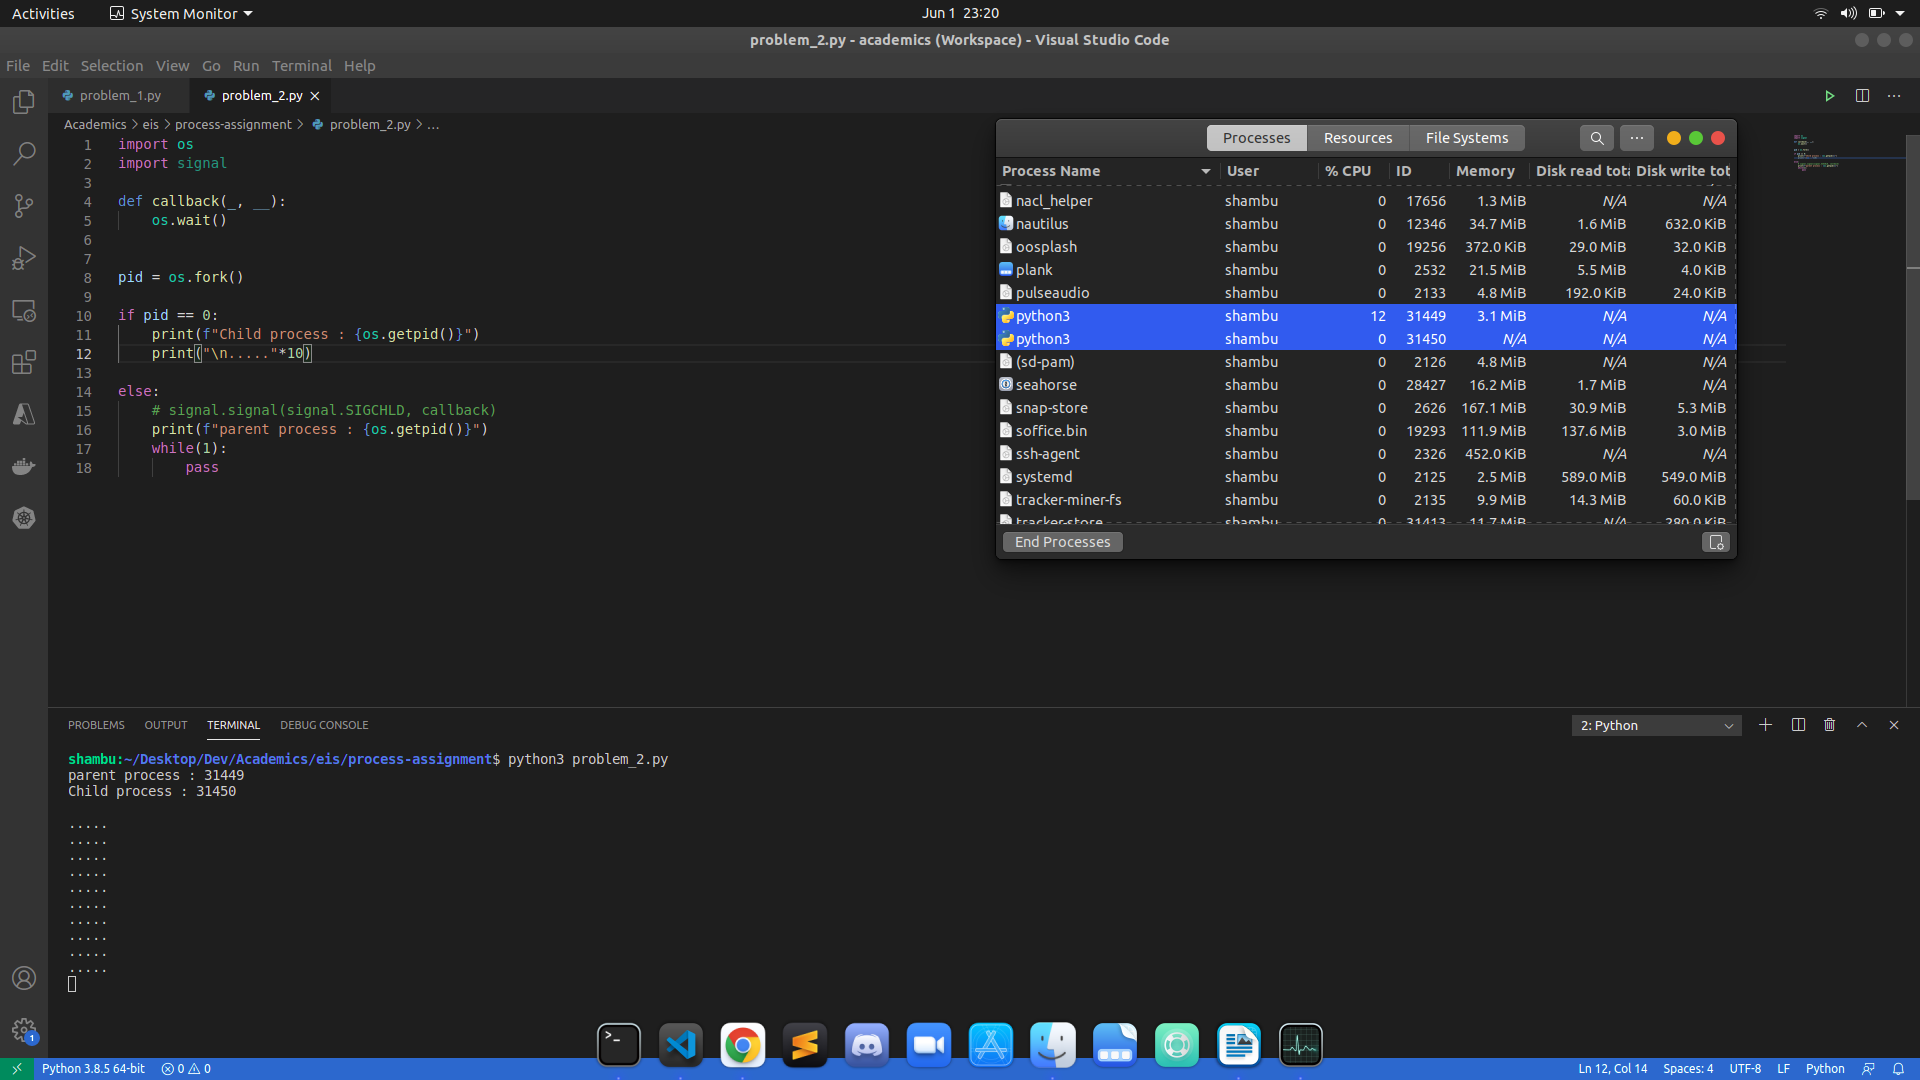 Activities
System Monitor
Jun 1 23:20
problem_2.py - academics (Workspace) - Visual Studio Code
File Edit Selection View Go Run Terminal Help
problem_1.py
problem_2.py
Academics > eis > process-assignment > problem_2.py > ...
1 import os
2 import signal
3
4 def callback(_, __):
5 os.wait()
6
7
8 pid = os.fork()
9
10 if pid == 0:
11 print(f"Child process : {os.getpid()}")
12 print("\n....."*10)
13
14 else:
15 # signal.signal(signal.SIGCHLD, callback)
16 print(f"parent process : {os.getpid()}")
17 while(1):
18 pass
Processes Resources File Systems
Process Name User % CPU ID Memory Disk read tota Disk write tot
nacl_helper shambu 0 17656 1.3 MiB N/A N/A
nautilus shambu 0 12346 34.7 MiB 1.6 MiB 632.0 KiB
oosplash shambu 0 19256 372.0 KiB 29.0 MiB 32.0 KiB
plank shambu 0 2532 21.5 MiB 5.5 MiB 4.0 KiB
pulseaudio shambu 0 2133 4.8 MiB 192.0 KiB 24.0 KiB
python3 shambu 12 31449 3.1 MiB N/A N/A
python3 shambu 0 31450 N/A N/A N/A
(sd-pam) shambu 0 2126 4.8 MiB N/A N/A
seahorse shambu 0 28427 16.2 MiB 1.7 MiB N/A
snap-store shambu 0 2626 167.1 MiB 30.9 MiB 5.3 MiB
soffice.bin shambu 0 19293 111.9 MiB 137.6 MiB 3.0 MiB
ssh-agent shambu 0 2326 452.0 KiB N/A N/A
systemd shambu 0 2125 2.5 MiB 589.0 MiB 549.0 MiB
tracker-miner-fs shambu 0 2135 9.9 MiB 14.3 MiB 60.0 KiB
tracker-store shambu 0 31413 11.7 MiB N/A 280.0 KiB
End Processes
PROBLEMS OUTPUT TERMINAL DEBUG CONSOLE
2: Python
shambu:~/Desktop/Dev/Academics/eis/process-assignment$ python3 problem_2.py
parent process : 31449
Child process : 31450
.....
.....
.....
.....
.....
.....
.....
.....
.....
.....
1
Python 3.8.5 64-bit
0 0
Ln 12, Col 14 Spaces: 4 UTF-8 LF Python